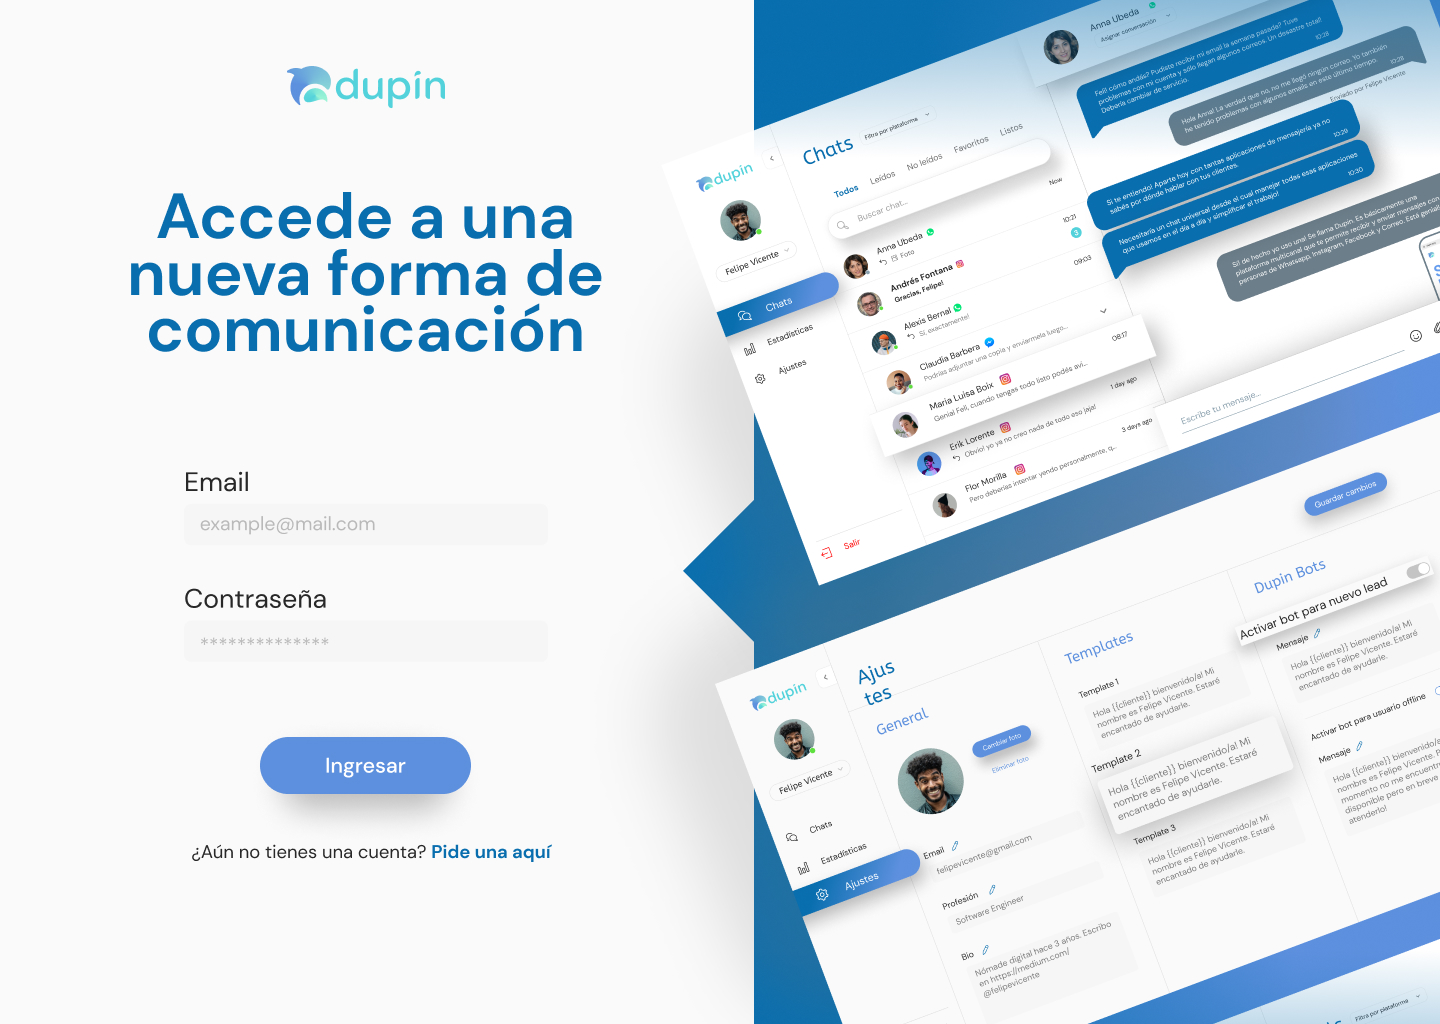 dupin
Accede a una
nueva forma de
comunicación
Email
example@mail.com
Contraseña
**************
Ingresar
¿Aún no tienes una cuenta? Pide una aquí
dupin
Felipe Vicente
Chats
Estadísticas
Ajustes
Salir
Chats
Filtra por plataforma
Todos
Leídos
No leídos
Favoritos
Listos
Buscar chat...
Anna Ubeda
Foto
Now
Andrés Fontana
Gracias, Felipe!
10:21
3
Alexis Bernal
Sí, exactamente!
09:03
Claudia Barbera
Podrías adjuntar una copia y enviarmela luego...
Maria Luisa Boix
Genial Feli, cuando tengas todo listo podés avi...
08:17
Erik Lorente
Obvio! yo ya no creo nada de todo eso jaja!
1 day ago
Flor Morilla
Pero deberías intentar yendo personalmente, q...
3 days ago
Anna Ubeda
Asignar conversación
Feli! cómo andás? Pudiste recibir mi email la semana pasada? Tuve
problemas con mi cuenta y sólo llegan algunos correos. Un desastre total!
Debería cambiar de servicio.
10:28
Hola Anna! La verdad que no, no me llegó ningún correo. Yo también
he tenido problemas con algunos emails en este último tiempo.
10:28
Enviado por Felipe Vicente
Si te entiendo! Aparte hoy con tantas aplicaciones de mensajería ya no
sabés por dónde hablar con tus clientes.
10:29
Necesitaría un chat universal desde el cual manejar todas esas aplicaciones
que usamos en el día a día y simplificar el trabajo!
10:30
Sí! de hecho yo uso una! Se llama Dupin. Es básicamente una
plataforma multicanal que te permite recibir y enviar mensajes con
personas de Whatsapp, Instagram, Facebook y Correo. Está genial
Escribe tu mensaje...
dupin
Felipe Vicente
Chats
Estadísticas
Ajustes
Ajus
tes
Guardar cambios
General
Cambiar foto
Eliminar foto
Email
felipevicente@gmail.com
Profesión
Software Engineer
Bio
Nómade digital hace 3 años. Escribo
en https://medium.com/
@felipevicente
Templates
Template 1
Hola {{cliente}} bienvenido/a! Mi
nombre es Felipe Vicente. Estaré
encantado de ayudarle.
Template 2
Hola {{cliente}} bienvenido/a! Mi
nombre es Felipe Vicente. Estaré
encantado de ayudarle.
Template 3
Hola {{cliente}} bienvenido/a! Mi
nombre es Felipe Vicente. Estaré
encantado de ayudarle.
Dupin Bots
Activar bot para nuevo lead
Mensaje
Hola {{cliente}} bienvenido/a! Mi
nombre es Felipe Vicente. Estaré
encantado de ayudarle.
Activar bot para usuario offline
Mensaje
Hola {{cliente}} bienvenido/a! Mi
nombre es Felipe Vicente.
momento no me encuentro
disponible pero en breve
atenderlo!
Filtra por plataforma